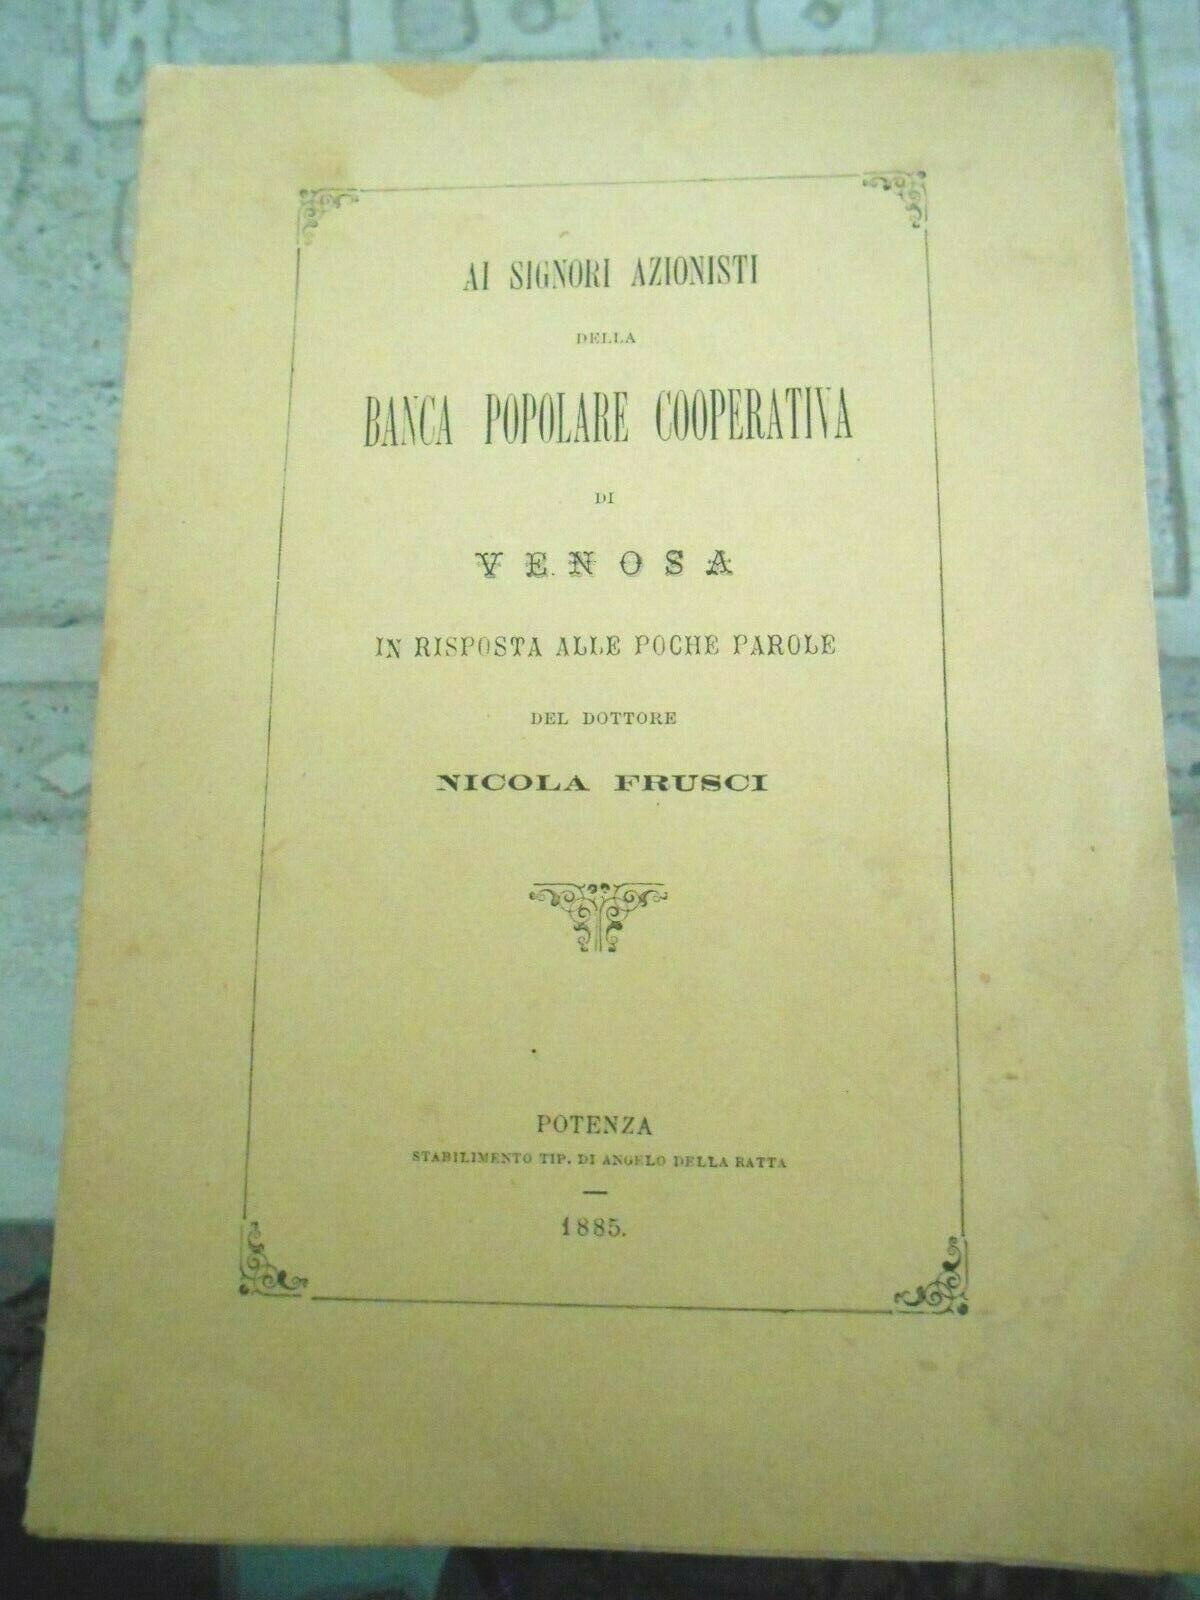 AI SIGNORI AZIONISTI
DELLA
BANCA POPOLARE COOPERATIVA
DI
VENOSA
IN RISPOSTA ALLE POCHE PAROLE
DEL DOTTORE
NICOLA FRUSCI
POTENZA
STABILIMENTO TIP. DI ANGELO DELLA RATTA
1885.